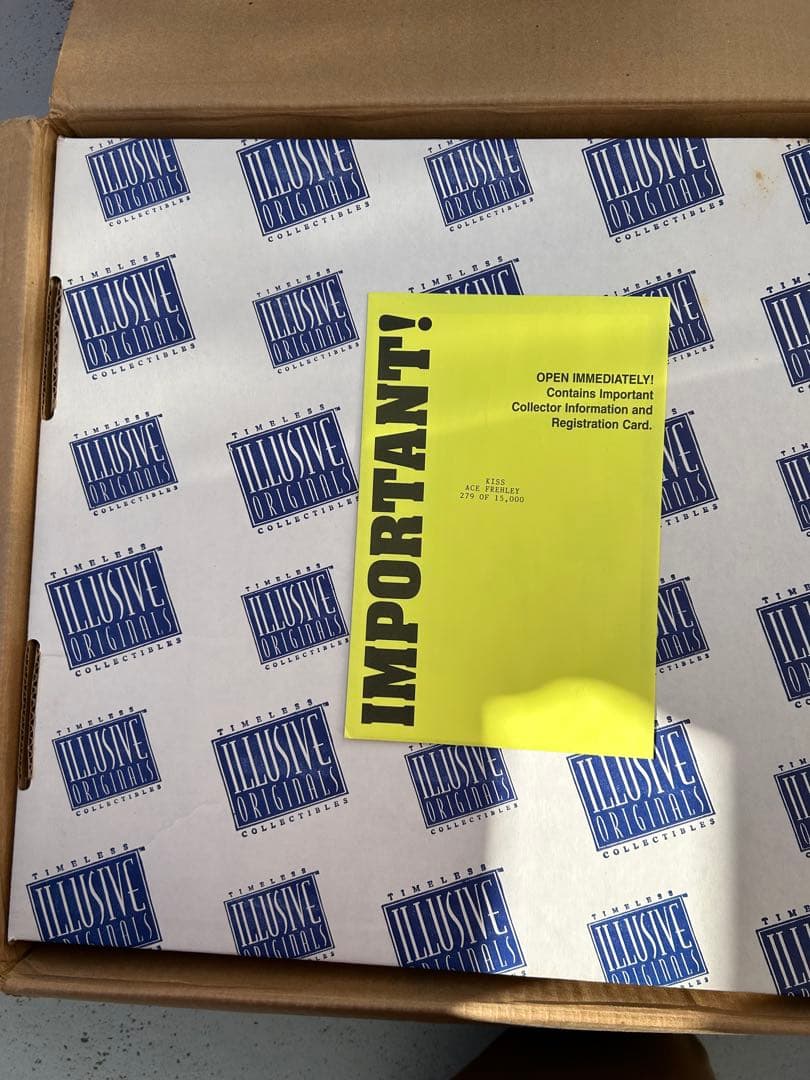 TIMELESS
ILLUSIVE
ORIGINALS™
COLLECTIBLES
IMPORTANT!
OPEN IMMEDIATELY!
Contains Important
Collector Information and
Registration Card.
KISS
ACE FREHLEY
279 OF 15,000